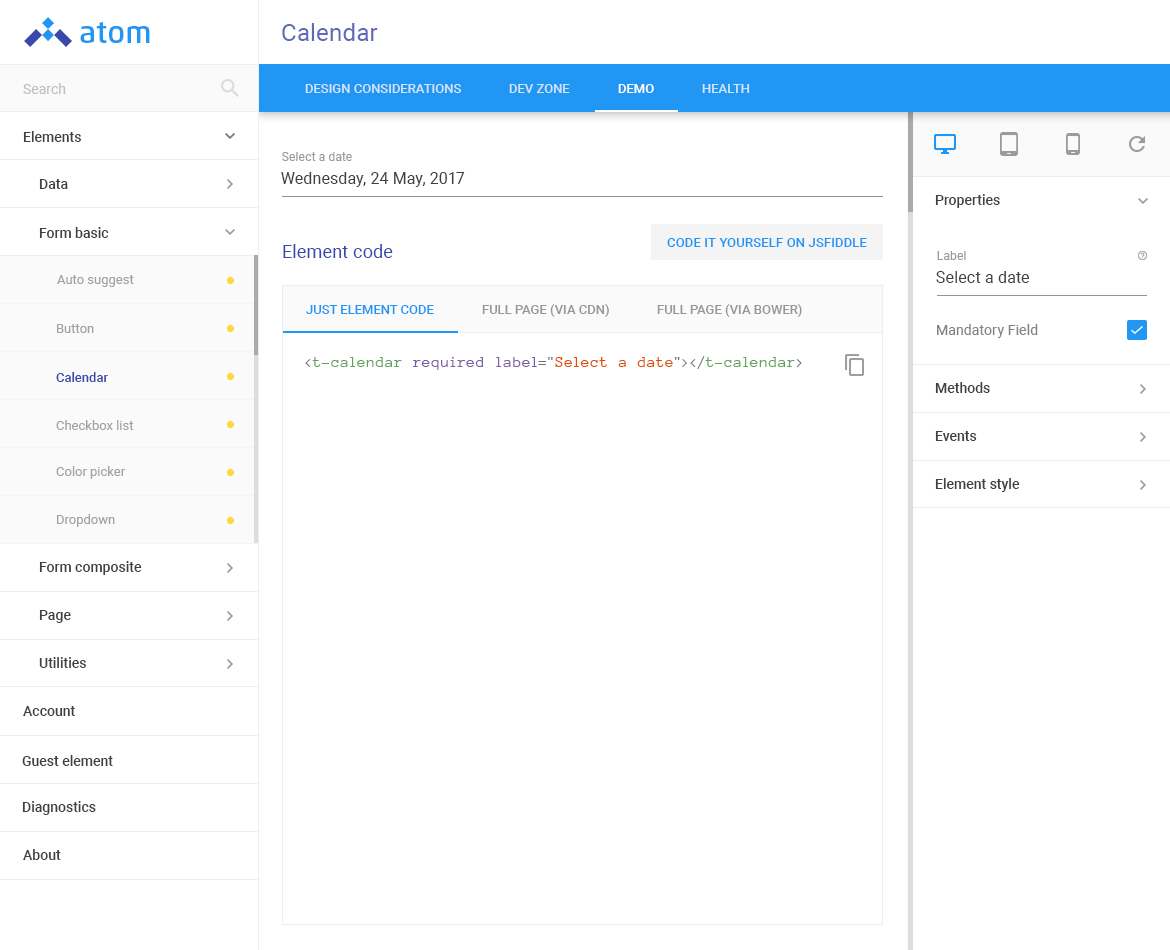 atom
Search
Elements
Data
Form basic
Auto suggest
Button
Calendar
Checkbox list
Color picker
Dropdown
Form composite
Page
Utilities
Account
Guest element
Diagnostics
About
Calendar
DESIGN CONSIDERATIONS DEV ZONE DEMO HEALTH
Select a date
Wednesday, 24 May, 2017
Element code
CODE IT YOURSELF ON JSFIDDLE
JUST ELEMENT CODE FULL PAGE (VIA CDN) FULL PAGE (VIA BOWER)
<t-calendar required label="Select a date"></t-calendar>
Properties
Label
Select a date
Mandatory Field
Methods
Events
Element style